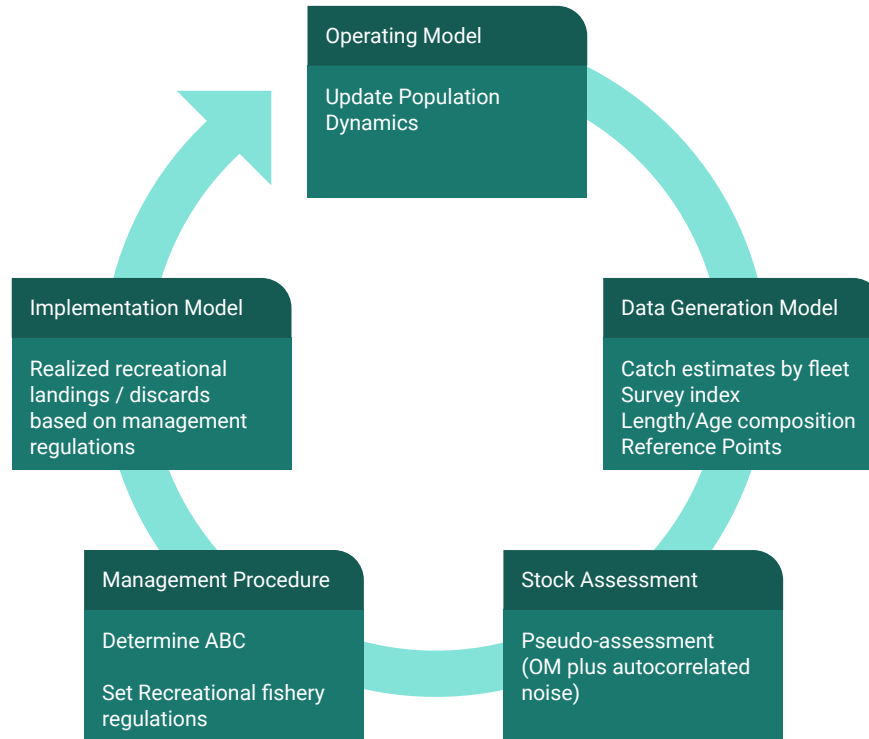 Operating Model
Update Population
Dynamics
Data Generation Model
Catch estimates by fleet
Survey index
Length/Age composition
Reference Points
Stock Assessment
Pseudo-assessment
(OM plus autocorrelated
noise)
Management Procedure
Determine ABC
Set Recreational fishery
regulations
Implementation Model
Realized recreational
landings / discards
based on management
regulations